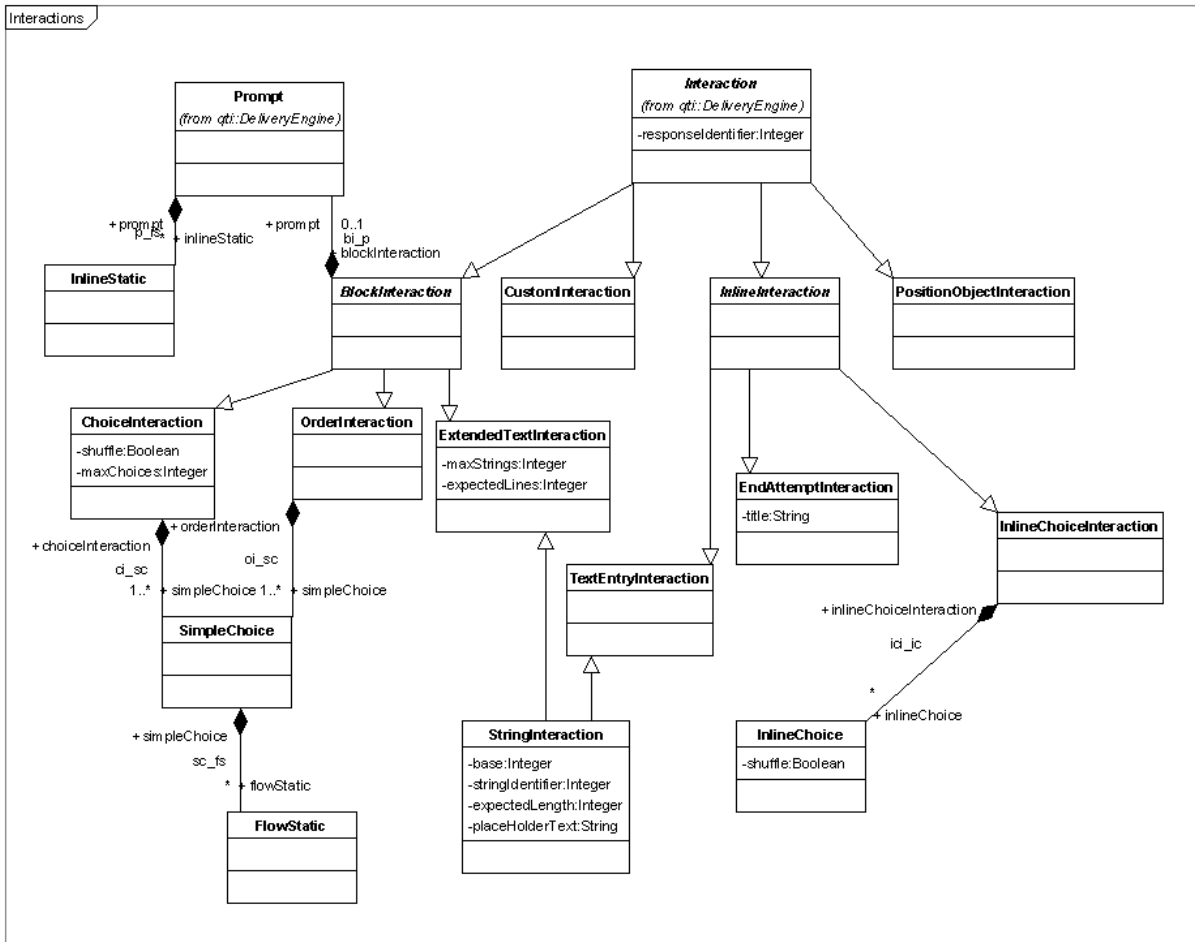 Interactions
Prompt
(from qti::DeliveryEngine)
Interaction
(from qti::DeliveryEngine)
-responseIdentifier:Integer
+ prompt
p_fs
*
+ inlineStatic
+ prompt
0..1
bi_p
+ blockInteraction
InlineStatic
BlockInteraction
CustomInteraction
InlineInteraction
PositionObjectInteraction
ChoiceInteraction
-shuffle:Boolean
-maxChoices:Integer
OrderInteraction
ExtendedTextInteraction
-maxStrings:Integer
-expectedLines:Integer
EndAttemptInteraction
-title:String
InlineChoiceInteraction
+ choiceInteraction
ci_sc
1..*
+ simpleChoice
+ orderInteraction
oi_sc
1..*
+ simpleChoice
TextEntryInteraction
SimpleChoice
+ inlineChoiceInteraction
ici_ic
*
+ inlineChoice
+ simpleChoice
sc_fs
*
+ flowStatic
StringInteraction
-base:Integer
-stringIdentifier:Integer
-expectedLength:Integer
-placeHolderText:String
InlineChoice
-shuffle:Boolean
FlowStatic